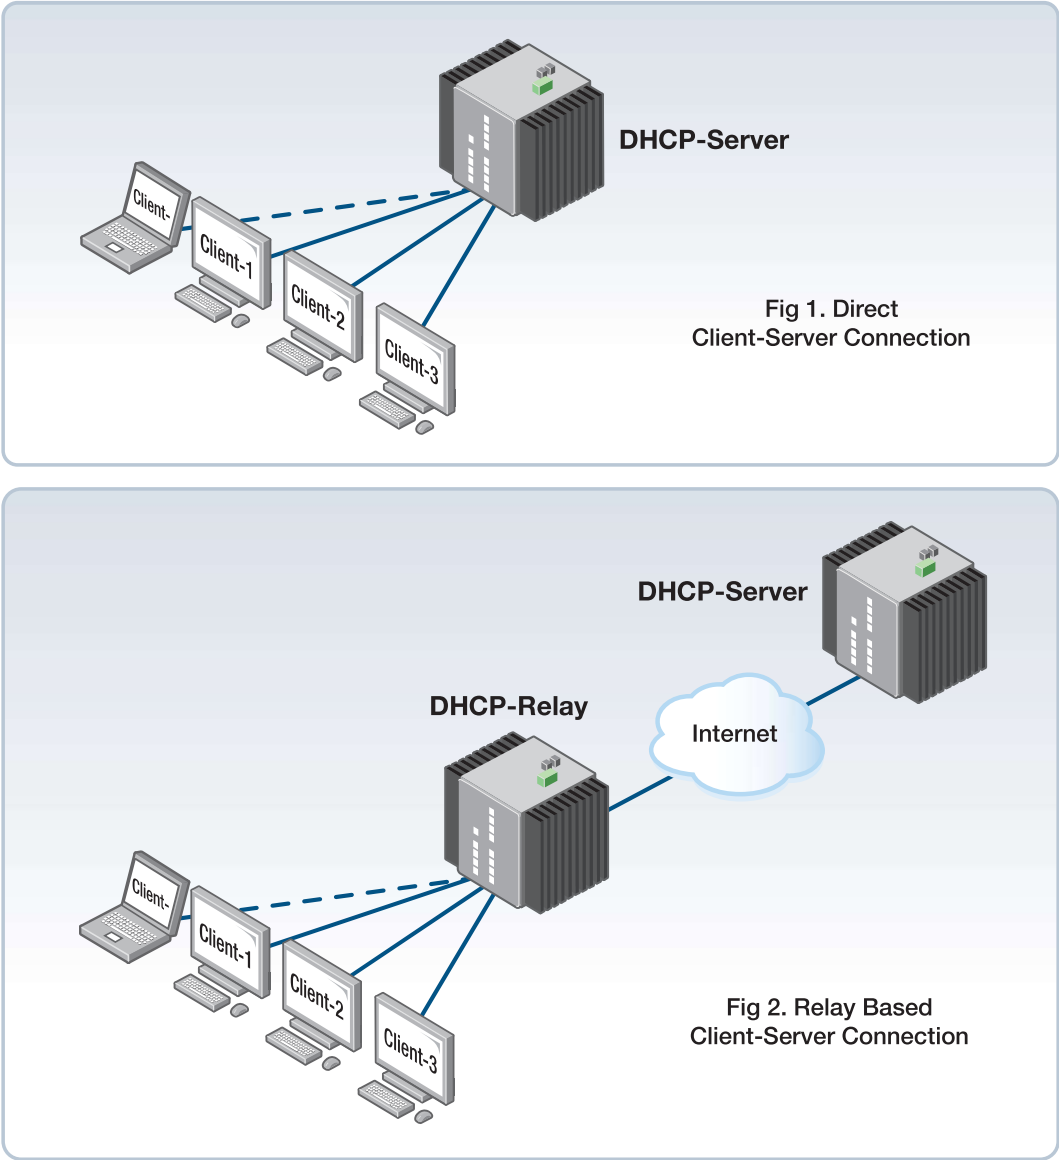 DHCP-Server
Client-
Client-1
Client-2
Client-3
Fig 1. Direct
Client-Server Connection
DHCP-Server
DHCP-Relay
Internet
Client-
Client-1
Client-2
Client-3
Fig 2. Relay Based
Client-Server Connection